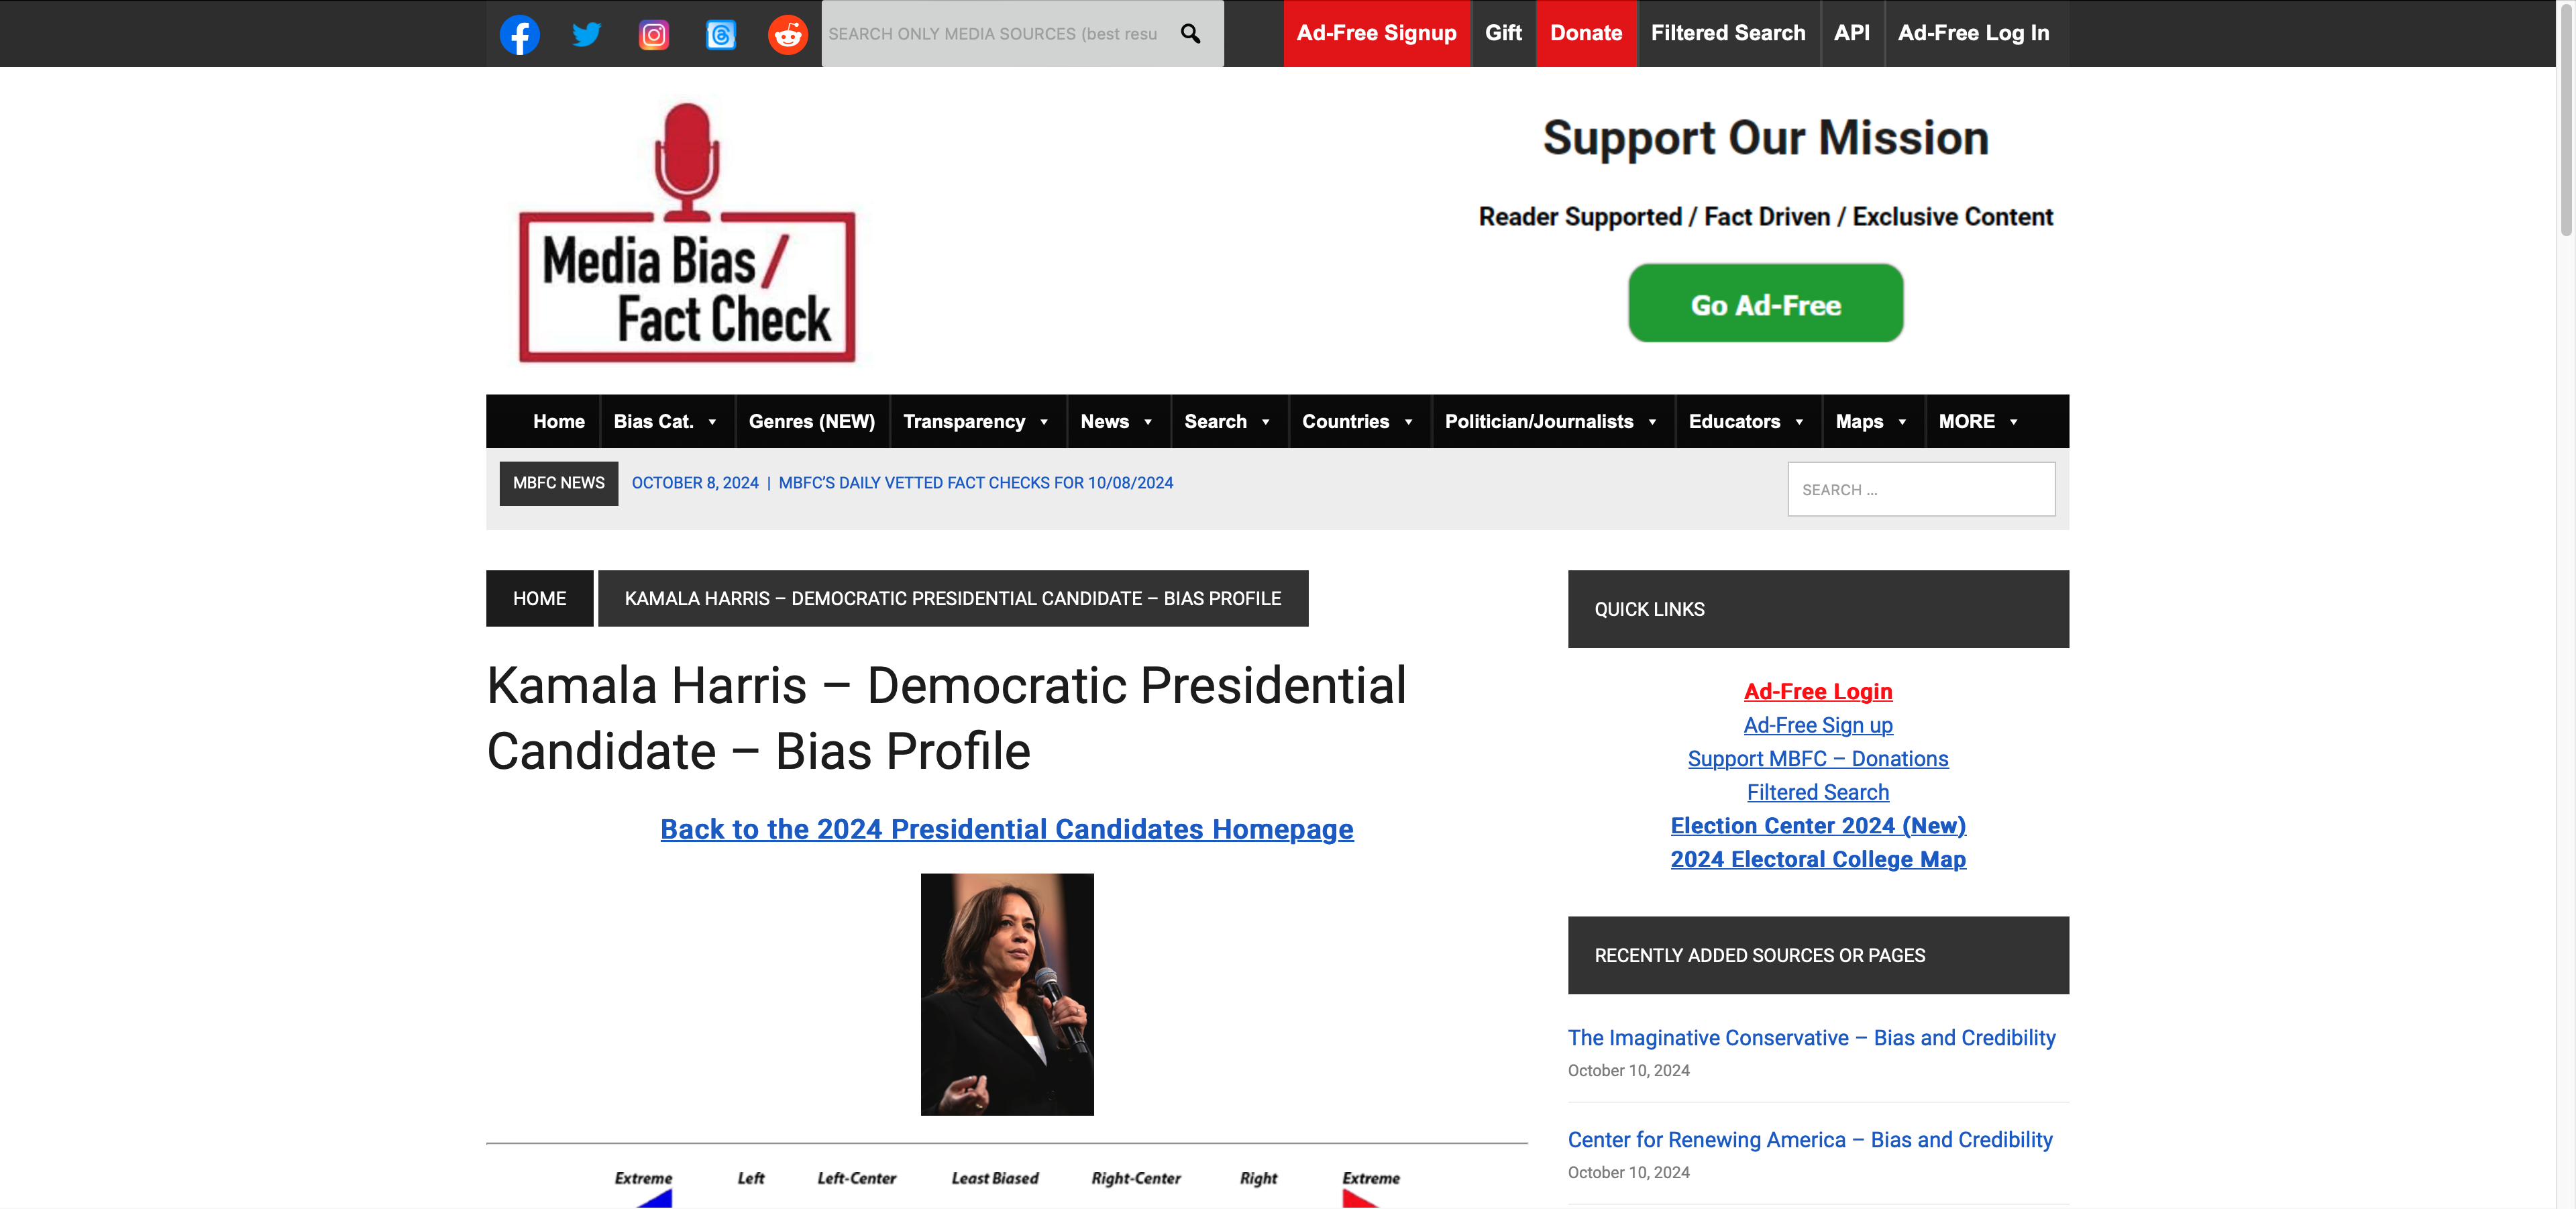 SEARCH ONLY MEDIA SOURCES (best resu
Ad-Free Signup
Gift
Donate
Filtered Search
API
Ad-Free Log In
Media Bias/
Fact Check
Support Our Mission
Reader Supported / Fact Driven / Exclusive Content
Go Ad-Free
Home
Bias Cat.
Genres (NEW)
Transparency
News
Search
Countries
Politician/Journalists
Educators
Maps
MORE
MBFC NEWS
OCTOBER 8, 2024 | MBFC'S DAILY VETTED FACT CHECKS FOR 10/08/2024
SEARCH ...
HOME
KAMALA HARRIS – DEMOCRATIC PRESIDENTIAL CANDIDATE – BIAS PROFILE
Kamala Harris – Democratic Presidential
Candidate – Bias Profile
Back to the 2024 Presidential Candidates Homepage
Extreme
Left
Left-Center
Least Biased
Right-Center
Right
Extreme
QUICK LINKS
Ad-Free Login
Ad-Free Sign up
Support MBFC – Donations
Filtered Search
Election Center 2024 (New)
2024 Electoral College Map
RECENTLY ADDED SOURCES OR PAGES
The Imaginative Conservative – Bias and Credibility
October 10, 2024
Center for Renewing America – Bias and Credibility
October 10, 2024